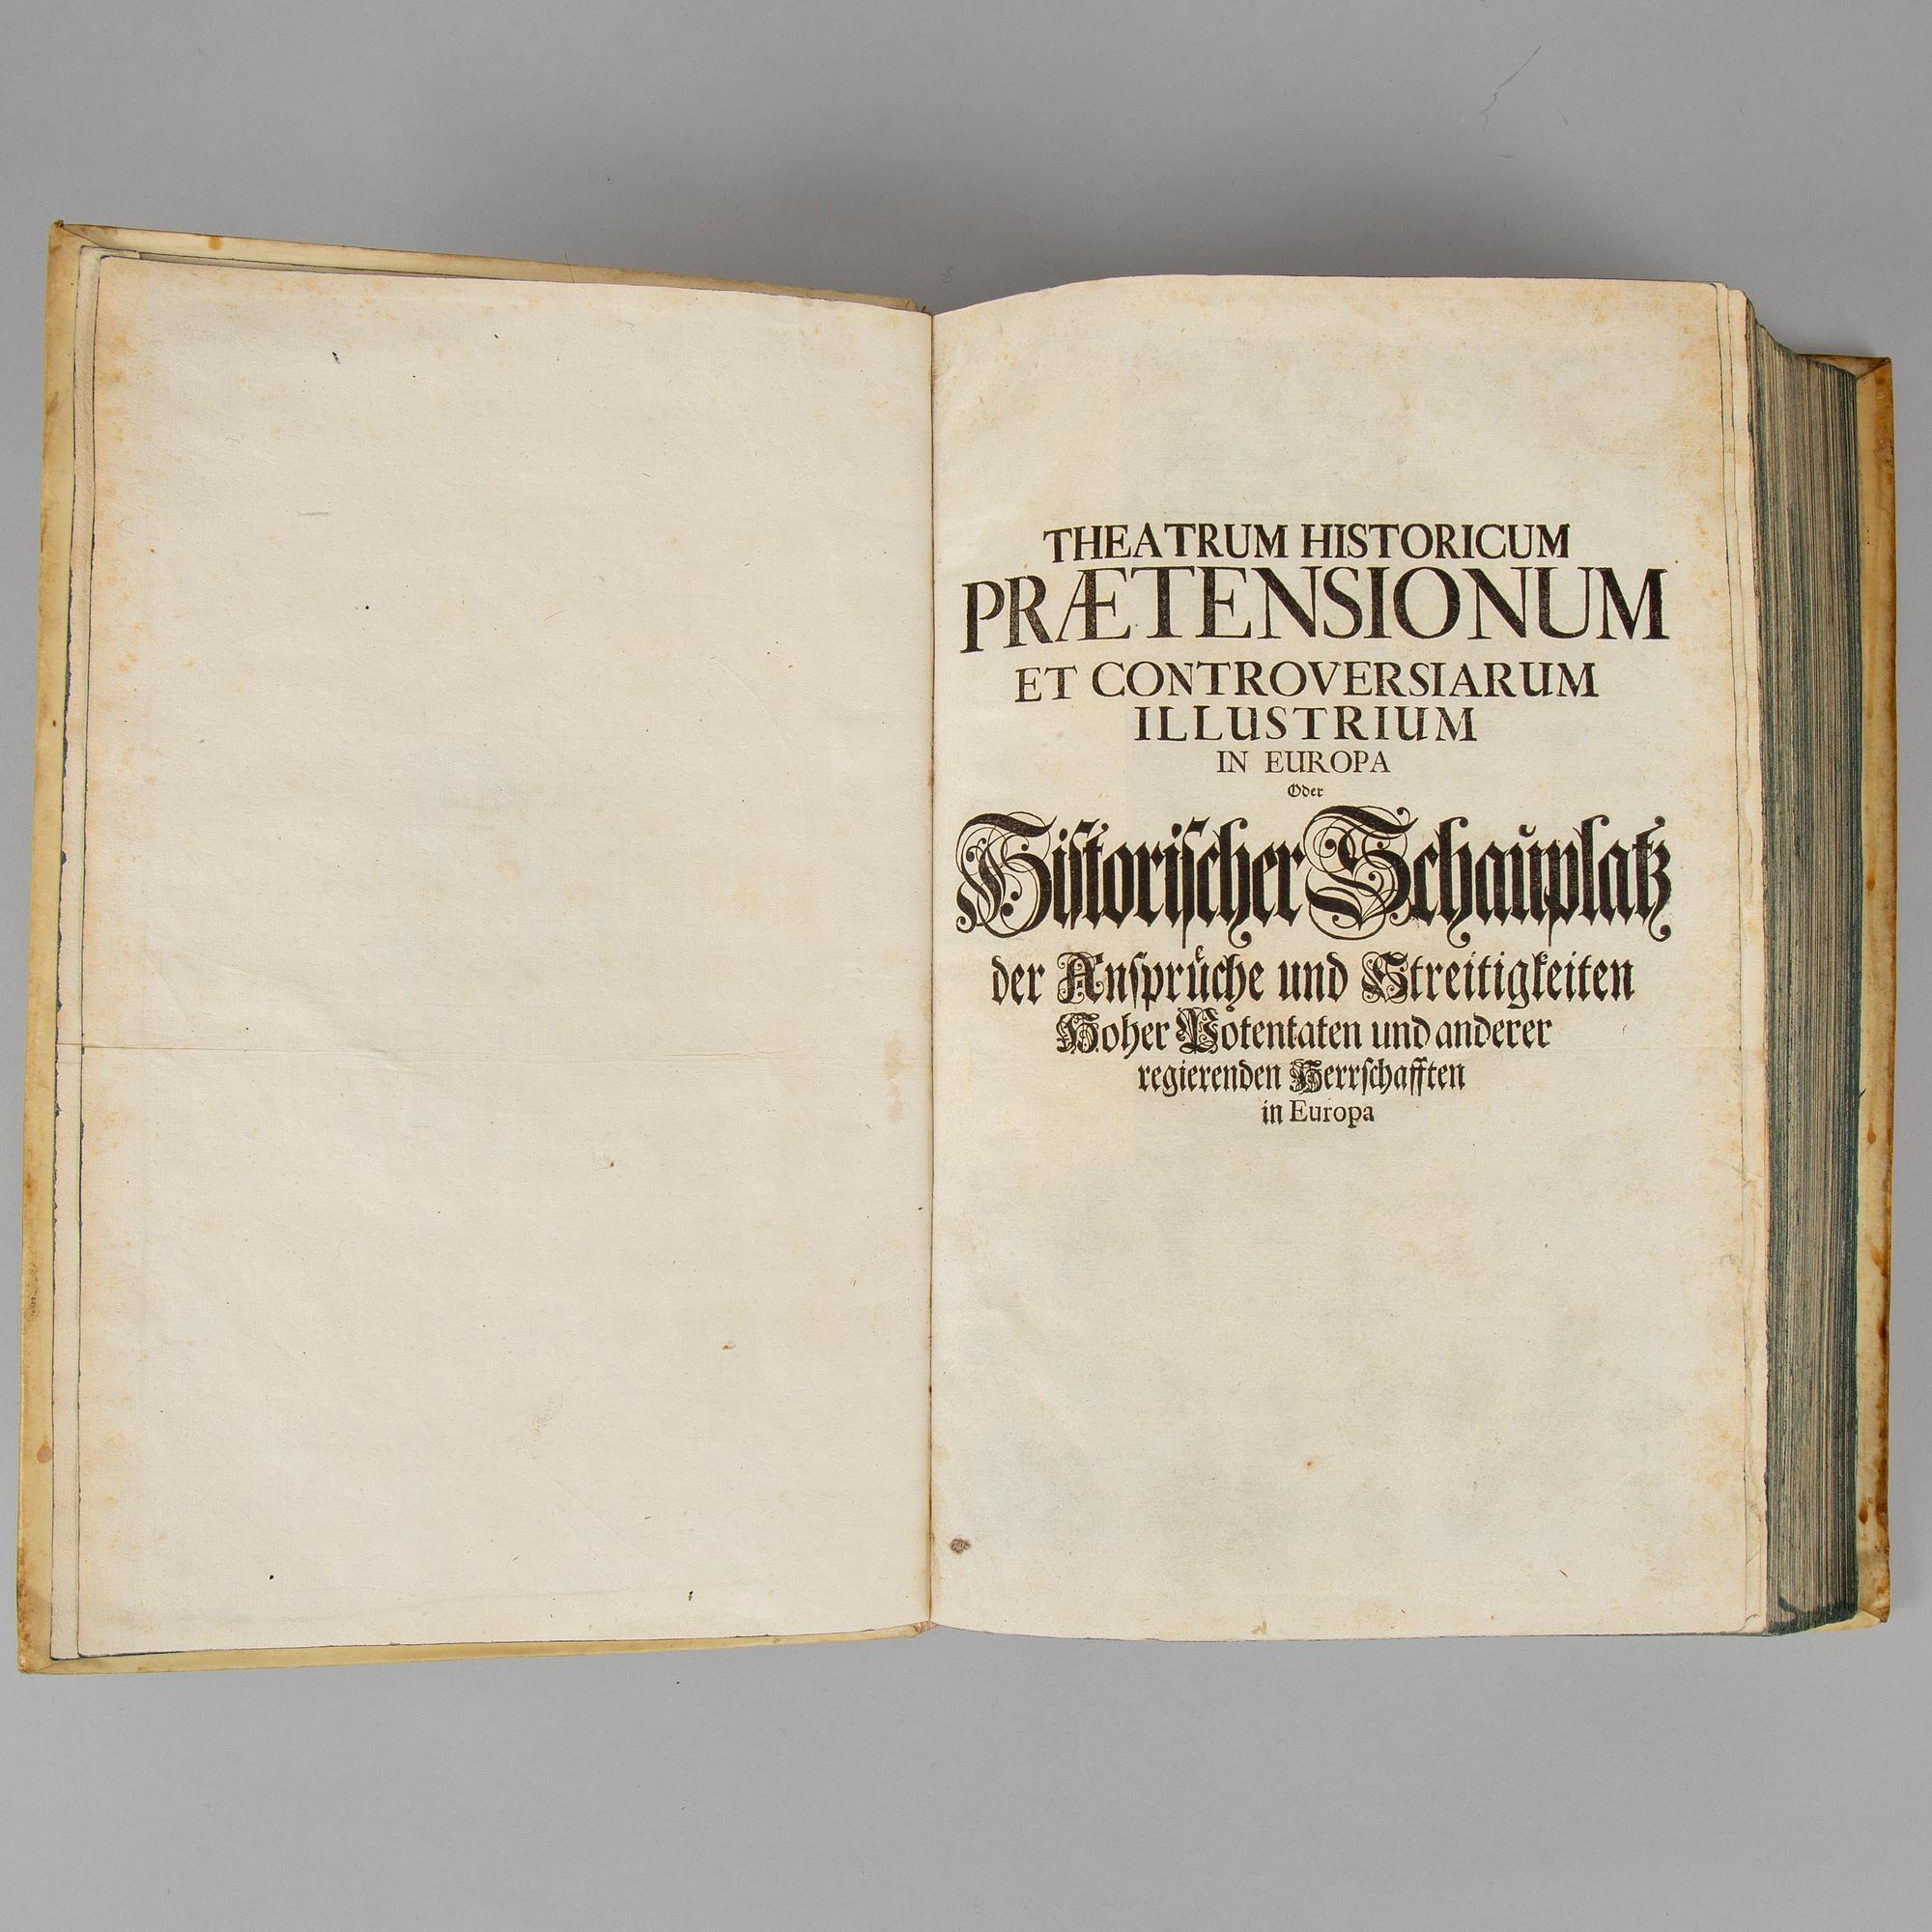 THEATRUM HISTORICUM
PRÆTENSIONUM
ET CONTROVERSIARUM
ILLUSTRIUM
IN EUROPA
Oder
Hiſtoriſcher Schauplatz
der Anſprüche und Streitigkeiten
Hoher Potentaten und anderer
regierenden Herrſchafften
in Europa